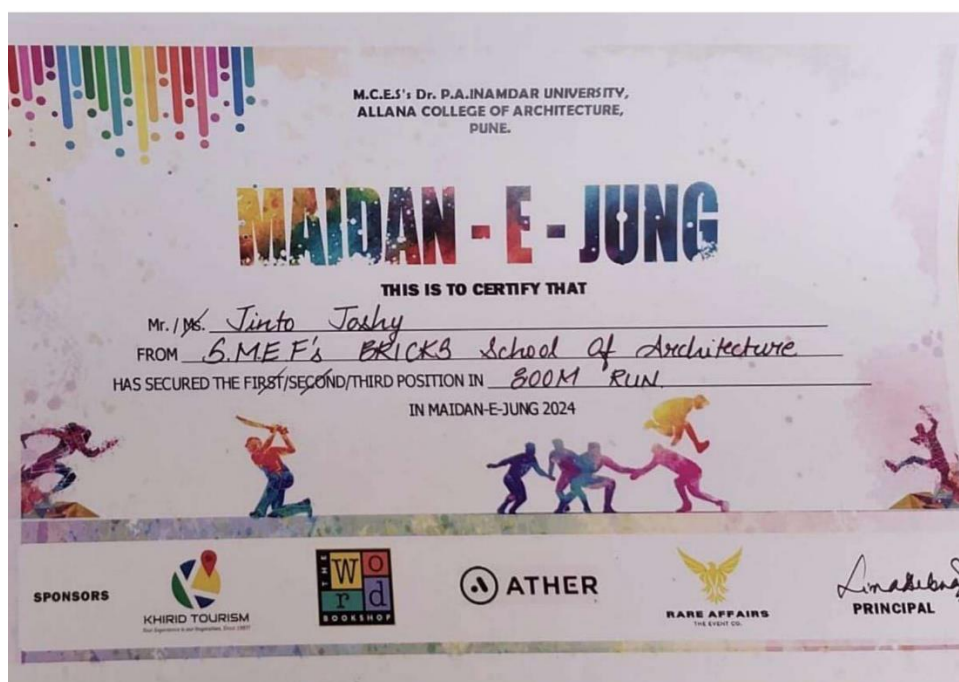 M.C.E.S's Dr. P.A.INAMDAR UNIVERSITY,
ALLANA COLLEGE OF ARCHITECTURE,
PUNE.
MAIDAN - E - JUNG
THIS IS TO CERTIFY THAT
Mr. / Ms. Jinto Joshy
FROM S.M.E.F's BRICKS School Of Architecture
HAS SECURED THE FIRST/SECOND/THIRD POSITION IN 800M RUN.
IN MAIDAN-E-JUNG 2024
SPONSORS
KHIRID TOURISM
THE
Word
BOOKSHOP
ATHER
RARE AFFAIRS
THE EVENT CO.
PRINCIPAL